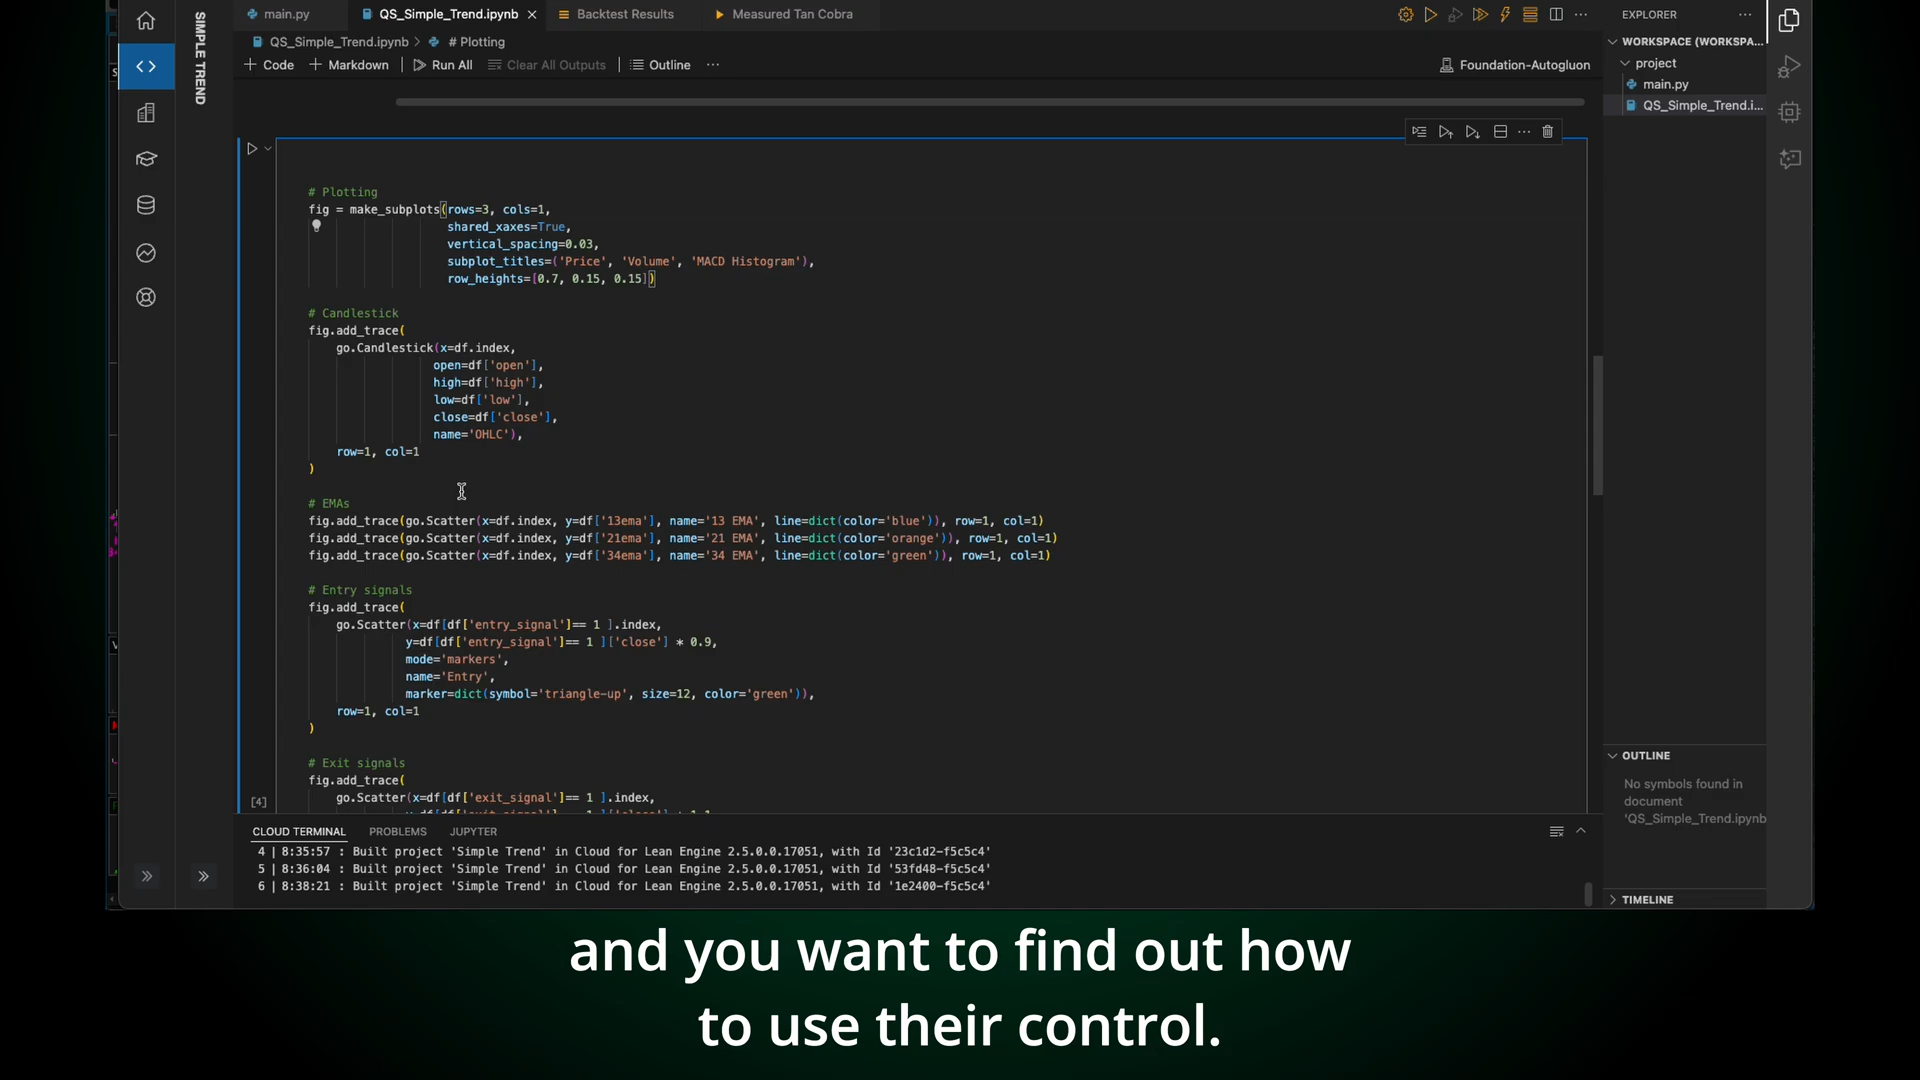 main.py
QS_Simple_Trend.ipynb
Backtest Results
Measured Tan Cobra
EXPLORER
SIMPLE TREND
QS_Simple_Trend.ipynb > # Plotting
WORKSPACE (WORKSPA...
+ Code + Markdown Run All Clear All Outputs Outline ...
Foundation-Autogluon
project
main.py
QS_Simple_Trend.i...
# Plotting
fig = make_subplots(rows=3, cols=1,
shared_xaxes=True,
vertical_spacing=0.03,
subplot_titles=('Price', 'Volume', 'MACD Histogram'),
row_heights=[0.7, 0.15, 0.15])
# Candlestick
fig.add_trace(
go.Candlestick(x=df.index,
open=df['open'],
high=df['high'],
low=df['low'],
close=df['close'],
name='OHLC'),
row=1, col=1
)
# EMAs
fig.add_trace(go.Scatter(x=df.index, y=df['13ema'], name='13 EMA', line=dict(color='blue')), row=1, col=1)
fig.add_trace(go.Scatter(x=df.index, y=df['21ema'], name='21 EMA', line=dict(color='orange')), row=1, col=1)
fig.add_trace(go.Scatter(x=df.index, y=df['34ema'], name='34 EMA', line=dict(color='green')), row=1, col=1)
# Entry signals
fig.add_trace(
go.Scatter(x=df[df['entry_signal']== 1 ].index,
y=df[df['entry_signal']== 1 ]['close'] * 0.9,
mode='markers',
name='Entry',
marker=dict(symbol='triangle-up', size=12, color='green')),
row=1, col=1
)
# Exit signals
fig.add_trace(
go.Scatter(x=df[df['exit_signal']== 1 ].index,
[4]
OUTLINE
No symbols found in
document
'QS_Simple_Trend.ipynb
CLOUD TERMINAL PROBLEMS JUPYTER
4 | 8:35:57 : Built project 'Simple Trend' in Cloud for Lean Engine 2.5.0.0.17051, with Id '23c1d2-f5c5c4'
5 | 8:36:04 : Built project 'Simple Trend' in Cloud for Lean Engine 2.5.0.0.17051, with Id '53fd48-f5c5c4'
6 | 8:38:21 : Built project 'Simple Trend' in Cloud for Lean Engine 2.5.0.0.17051, with Id '1e2400-f5c5c4'
TIMELINE
and you want to find out how
to use their control.